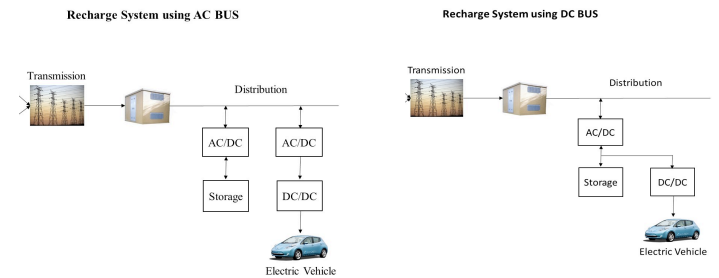 Recharge System using AC BUS
Transmission
Distribution
AC/DC
AC/DC
Storage
DC/DC
Electric Vehicle
Recharge System using DC BUS
Transmission
Distribution
AC/DC
Storage
DC/DC
Electric Vehicle